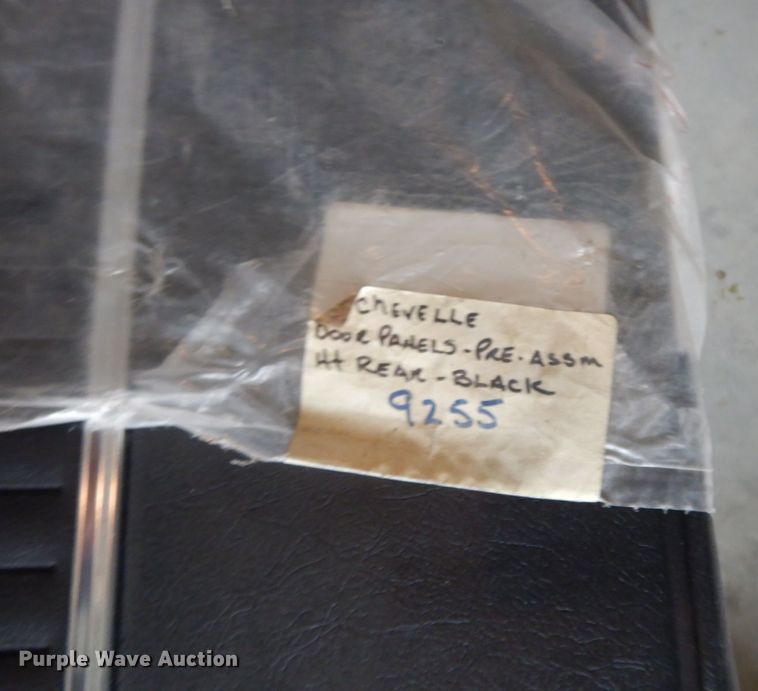 CHEVELLE
DOOR PANELS - PRE. ASSM
Ht REAR - BLACK
9255
Purple Wave Auction